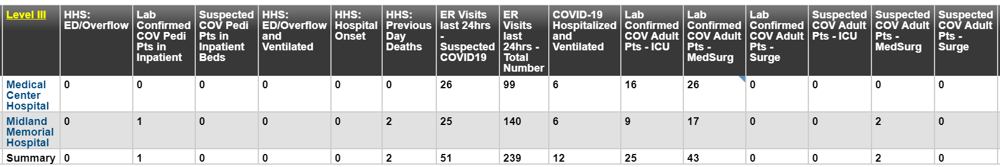 Level III
HHS:
ED/Overflow
Lab
Confirmed
COV Pedi
Pts in
Inpatient
Suspected
COV Pedi
Pts in
Inpatient
Beds
HHS:
ED/Overflow
and
Ventilated
HHS:
Hospital
Onset
HHS:
Previous
Day
Deaths
ER Visits
last 24hrs
-
Suspected
COVID19
ER
Visits
last
24hrs -
Total
Number
COVID-19
Hospitalized
and
Ventilated
Lab
Confirmed
COV Adult
Pts - ICU
Lab
Confirmed
COV Adult
Pts -
MedSurg
Lab
Confirmed
COV Adult
Pts -
Surge
Suspected
COV Adult
Pts - ICU
Suspected
COV Adult
Pts -
MedSurg
Suspected
COV Adult
Pts -
Surge
Medical
Center
Hospital
0 0 0 0 0 0 26 99 6 16 26 0 0 0 0
Midland
Memorial
Hospital
0 1 0 0 0 2 25 140 6 9 17 0 0 2 0
Summary 0 1 0 0 0 2 51 239 12 25 43 0 0 2 0